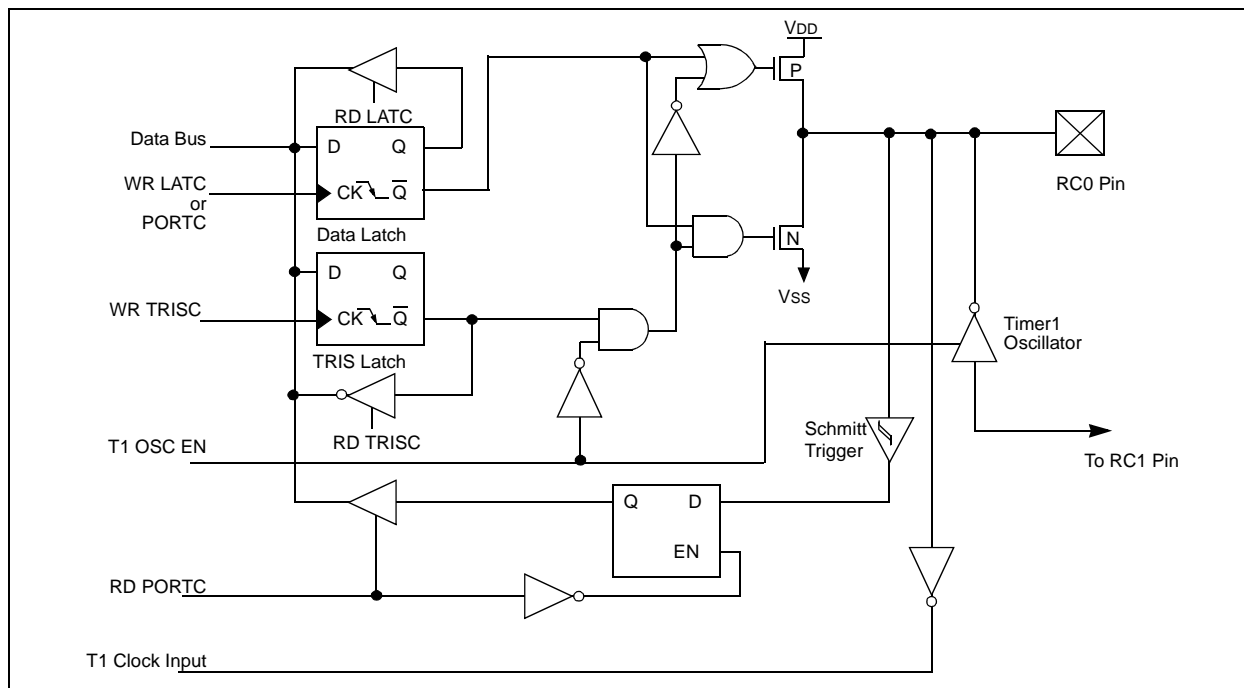 VDD
P
RD LATC
Data Bus
D Q
WR LATC
or
PORTC
CK Q̅
Data Latch
RC0 Pin
N
VSS
D Q
WR TRISC
CK Q̅
TRIS Latch
Timer1
Oscillator
RD TRISC
T1 OSC EN
Schmitt
Trigger
To RC1 Pin
Q D
EN
RD PORTC
T1 Clock Input